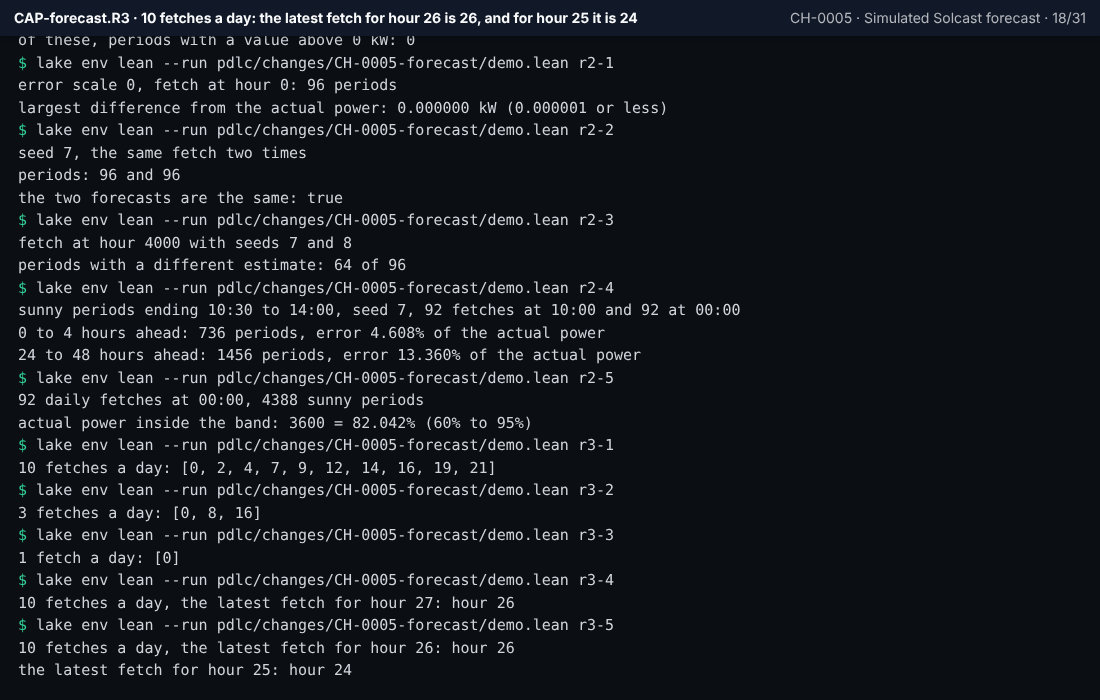 CAP-forecast.R3 · 10 fetches a day: the latest fetch for hour 26 is 26, and for hour 25 it is 24
CH-0005 · Simulated Solcast forecast · 18/31
of these, periods with a value above 0 kW: 0
$ lake env lean --run pdlc/changes/CH-0005-forecast/demo.lean r2-1
error scale 0, fetch at hour 0: 96 periods
largest difference from the actual power: 0.000000 kW (0.000001 or less)
$ lake env lean --run pdlc/changes/CH-0005-forecast/demo.lean r2-2
seed 7, the same fetch two times
periods: 96 and 96
the two forecasts are the same: true
$ lake env lean --run pdlc/changes/CH-0005-forecast/demo.lean r2-3
fetch at hour 4000 with seeds 7 and 8
periods with a different estimate: 64 of 96
$ lake env lean --run pdlc/changes/CH-0005-forecast/demo.lean r2-4
sunny periods ending 10:30 to 14:00, seed 7, 92 fetches at 10:00 and 92 at 00:00
0 to 4 hours ahead: 736 periods, error 4.608% of the actual power
24 to 48 hours ahead: 1456 periods, error 13.360% of the actual power
$ lake env lean --run pdlc/changes/CH-0005-forecast/demo.lean r2-5
92 daily fetches at 00:00, 4388 sunny periods
actual power inside the band: 3600 = 82.042% (60% to 95%)
$ lake env lean --run pdlc/changes/CH-0005-forecast/demo.lean r3-1
10 fetches a day: [0, 2, 4, 7, 9, 12, 14, 16, 19, 21]
$ lake env lean --run pdlc/changes/CH-0005-forecast/demo.lean r3-2
3 fetches a day: [0, 8, 16]
$ lake env lean --run pdlc/changes/CH-0005-forecast/demo.lean r3-3
1 fetch a day: [0]
$ lake env lean --run pdlc/changes/CH-0005-forecast/demo.lean r3-4
10 fetches a day, the latest fetch for hour 27: hour 26
$ lake env lean --run pdlc/changes/CH-0005-forecast/demo.lean r3-5
10 fetches a day, the latest fetch for hour 26: hour 26
the latest fetch for hour 25: hour 24